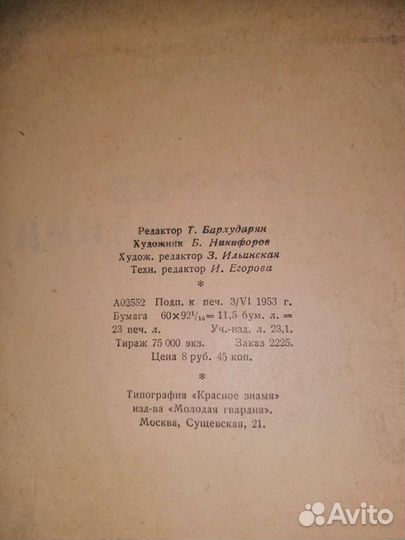 Редактор Т. Бархударян
Художник Б. Никифоров
Худож. редактор З. Ильинская
Техн. редактор И. Егорова
*
А02552 Подп. к печ. 3/VI 1953 г.
Бумага 60×92¹/₁₆ = 11,5 бум. л. =
23 печ. л. Уч.-изд. л. 23,1.
Тираж 75 000 экз. Заказ 2225.
Цена 8 руб. 45 коп.
*
Типография «Красное знамя»
изд-ва «Молодая гвардия».
Москва, Сущевская, 21.
Avito